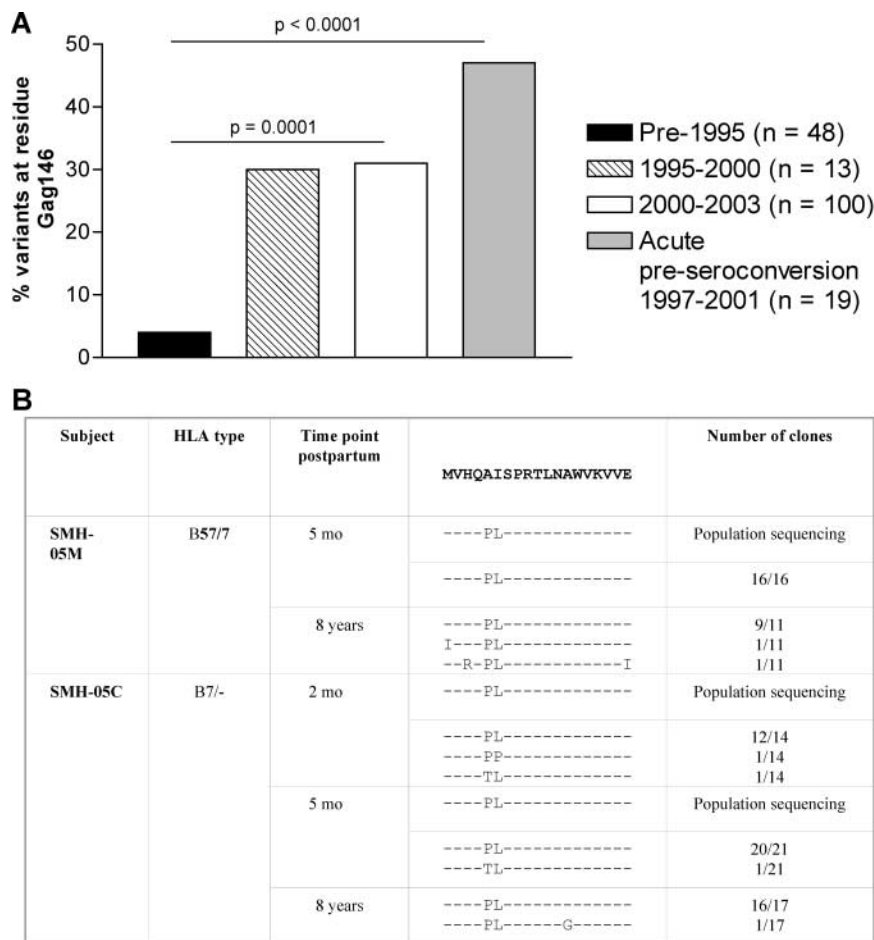 A
p < 0.0001
p = 0.0001
50
40
30
20
10
0
% variants at residue
Gag146
Pre-1995 (n = 48)
1995-2000 (n = 13)
2000-2003 (n = 100)
Acute
pre-seroconversion
1997-2001 (n = 19)
B
Subject HLA type Time point postpartum MVHQAISPRTLNAWVKVVE Number of clones
SMH-05M B57/7 5 mo ----PL------------- Population sequencing
----PL------------- 16/16
8 years ----PL------------- 9/11
I---PL------------- 1/11
--R-PL------------I 1/11
SMH-05C B7/- 2 mo ----PL------------- Population sequencing
----PL------------- 12/14
----PP------------- 1/14
----TL------------- 1/14
5 mo ----PL------------- Population sequencing
----PL------------- 20/21
----TL------------- 1/21
8 years ----PL------------- 16/17
----PL------G------ 1/17